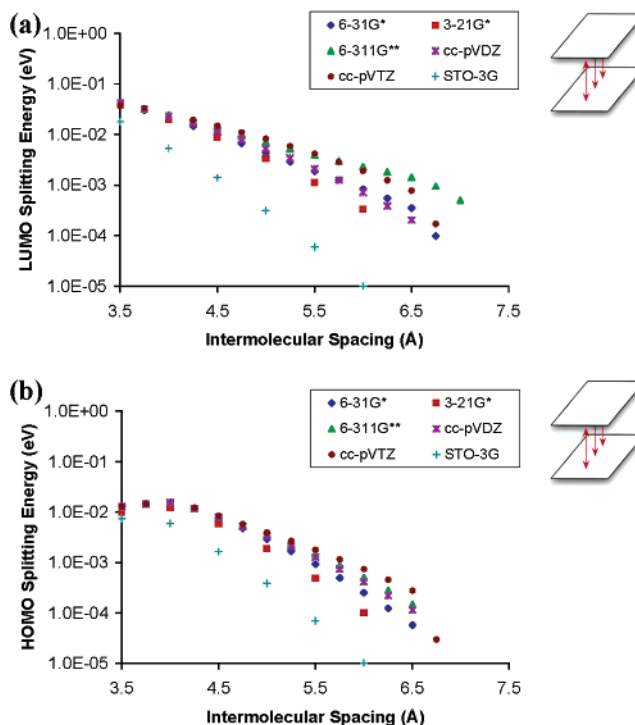 (a)
6-31G* 3-21G*
6-311G** cc-pVDZ
cc-pVTZ STO-3G
LUMO Splitting Energy (eV)
1.0E+00
1.0E-01
1.0E-02
1.0E-03
1.0E-04
1.0E-05
3.5 4.5 5.5 6.5 7.5
Intermolecular Spacing (Å)
(b)
6-31G* 3-21G*
6-311G** cc-pVDZ
cc-pVTZ STO-3G
HOMO Splitting Energy (eV)
1.0E+00
1.0E-01
1.0E-02
1.0E-03
1.0E-04
1.0E-05
3.5 4.5 5.5 6.5 7.5
Intermolecular Spacing (Å)